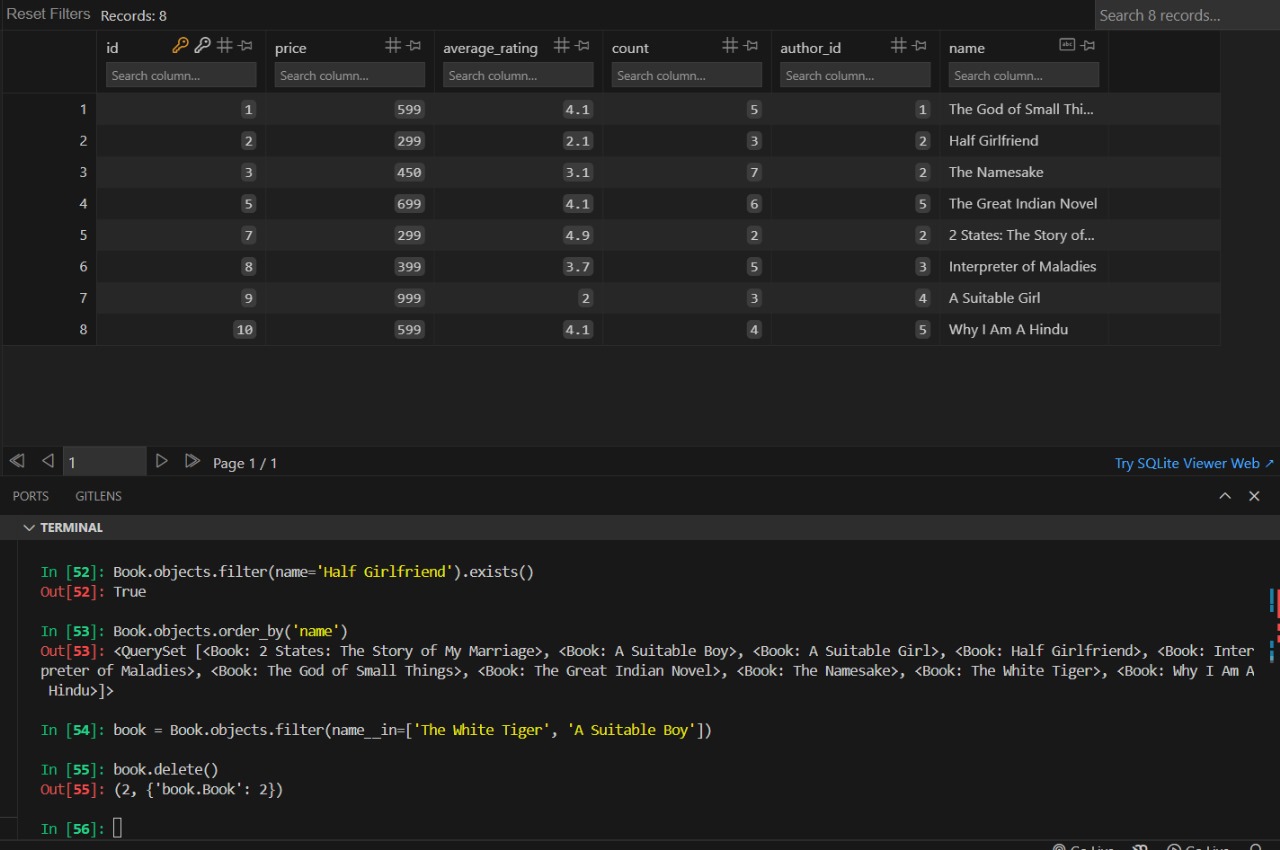 Reset Filters Records: 8 Search 8 records...
id price average_rating count author_id name
Search column... Search column... Search column... Search column... Search column... Search column...
1 1 599 4.1 5 1 The God of Small Thi...
2 2 299 2.1 3 2 Half Girlfriend
3 3 450 3.1 7 2 The Namesake
4 5 699 4.1 6 5 The Great Indian Novel
5 7 299 4.9 2 2 2 States: The Story of...
6 8 399 3.7 5 3 Interpreter of Maladies
7 9 999 2 3 4 A Suitable Girl
8 10 599 4.1 4 5 Why I Am A Hindu
1 Page 1 / 1 Try SQLite Viewer Web ↗
PORTS GITLENS
TERMINAL
In [52]: Book.objects.filter(name='Half Girlfriend').exists()
Out[52]: True
In [53]: Book.objects.order_by('name')
Out[53]: <QuerySet [<Book: 2 States: The Story of My Marriage>, <Book: A Suitable Boy>, <Book: A Suitable Girl>, <Book: Half Girlfriend>, <Book: Inter
preter of Maladies>, <Book: The God of Small Things>, <Book: The Great Indian Novel>, <Book: The Namesake>, <Book: The White Tiger>, <Book: Why I Am A
Hindu>]>
In [54]: book = Book.objects.filter(name__in=['The White Tiger', 'A Suitable Boy'])
In [55]: book.delete()
Out[55]: (2, {'book.Book': 2})
In [56]:
Go Live Go Live